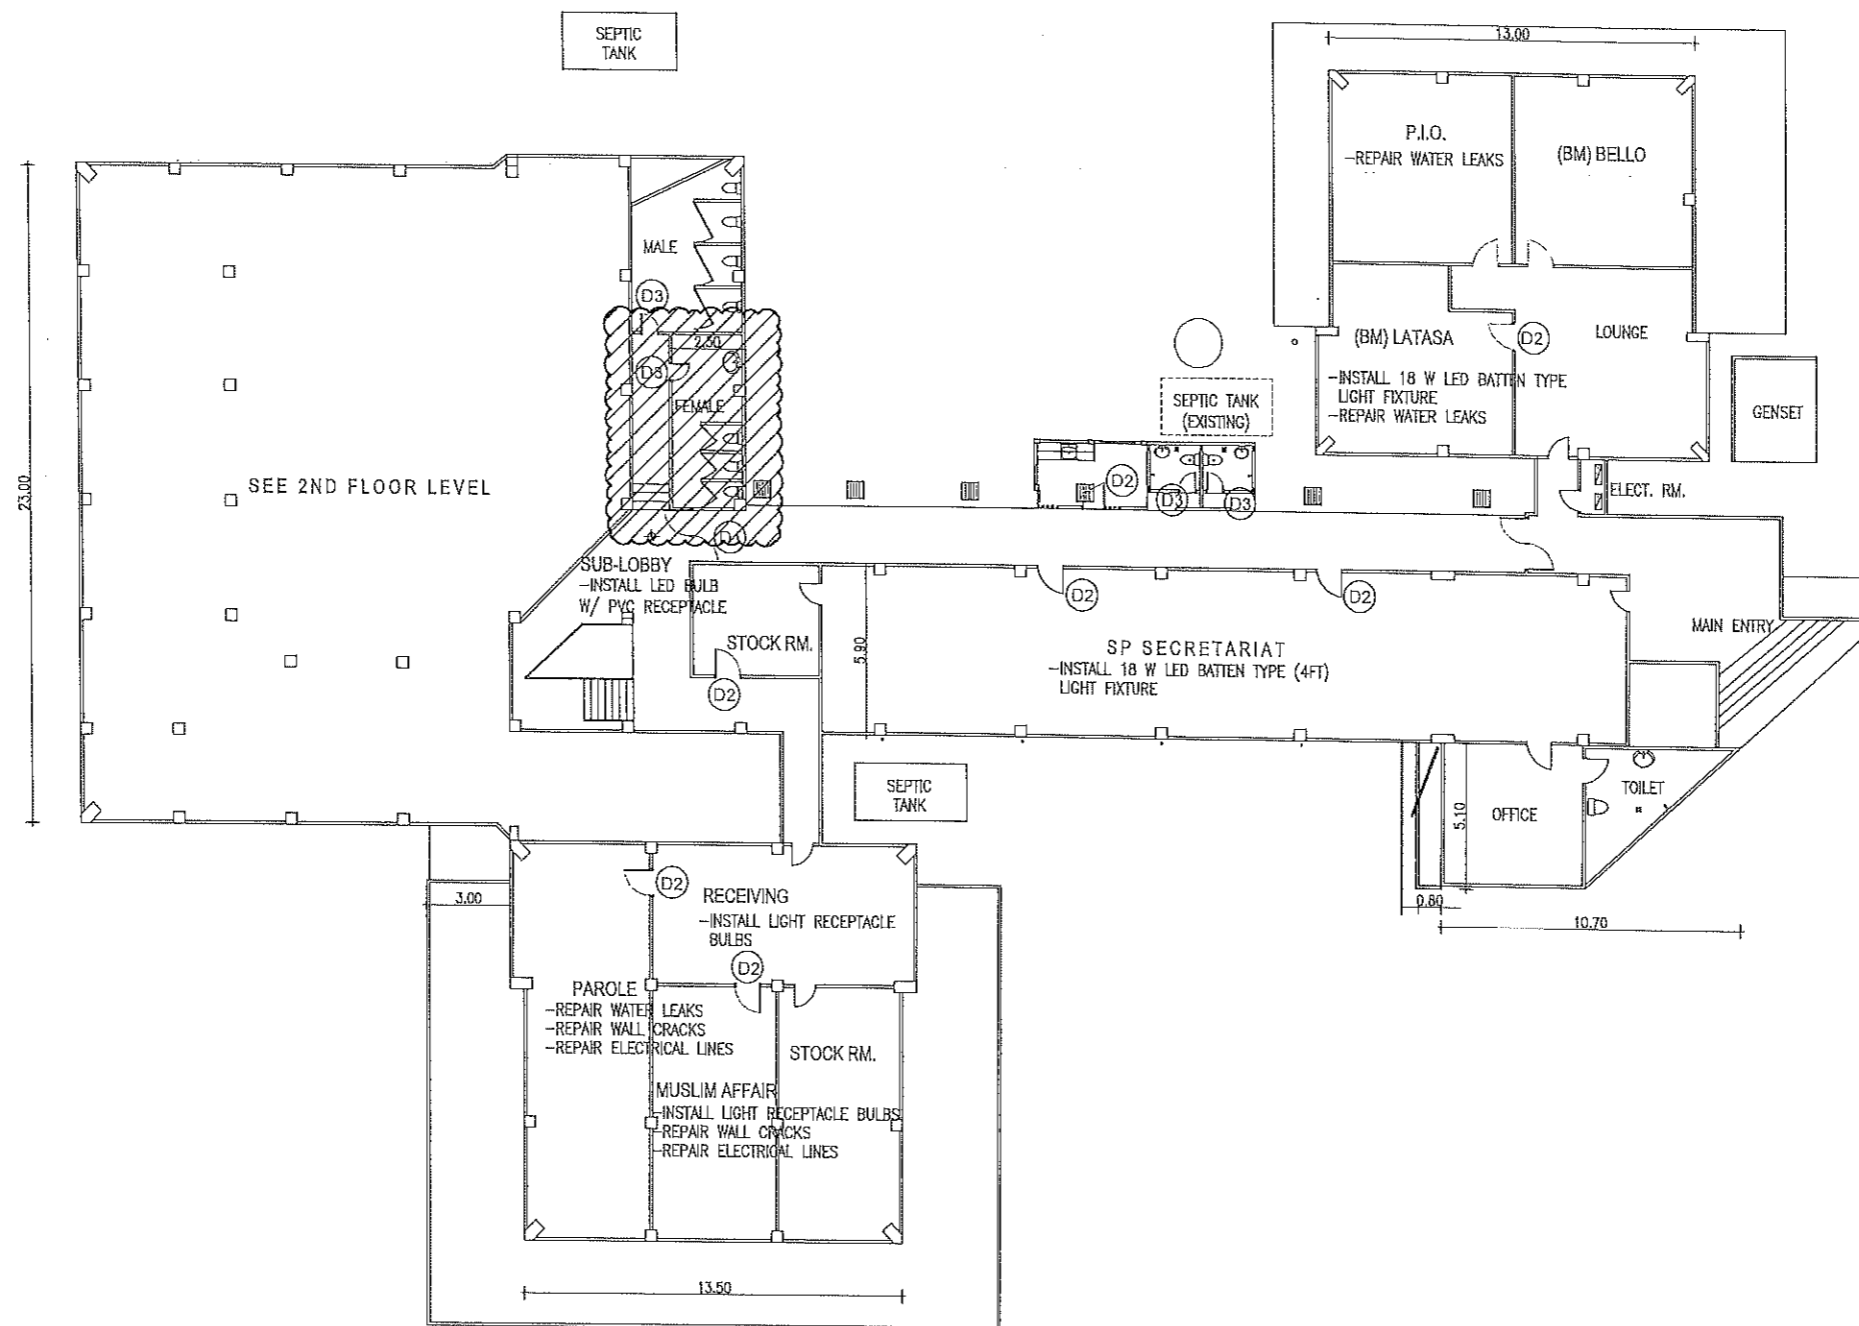 SEPTIC
TANK
13.00
P.I.O.
-REPAIR WATER LEAKS
(BM) BELLO
23.00
MALE
D3
2.50
D3
FEMALE
SEE 2ND FLOOR LEVEL
(BM) LATASA
D2
LOUNGE
-INSTALL 18 W LED BATTEN TYPE
LIGHT FIXTURE
-REPAIR WATER LEAKS
SEPTIC TANK
(EXISTING)
GENSET
D2
D3
D3
ELECT. RM.
SUB-LOBBY
-INSTALL LED BULB
W/ PVC RECEPTACLE
STOCK RM.
D2
5.90
D2
D2
SP SECRETARIAT
-INSTALL 18 W LED BATTEN TYPE (4FT)
LIGHT FIXTURE
MAIN ENTRY
SEPTIC
TANK
5.10
OFFICE
TOILET
0.80
10.70
3.00
D2
RECEIVING
-INSTALL LIGHT RECEPTACLE
BULBS
D2
PAROLE
-REPAIR WATER LEAKS
-REPAIR WALL CRACKS
-REPAIR ELECTRICAL LINES
STOCK RM.
MUSLIM AFFAIR
-INSTALL LIGHT RECEPTACLE BULBS
-REPAIR WALL CRACKS
-REPAIR ELECTRICAL LINES
13.50